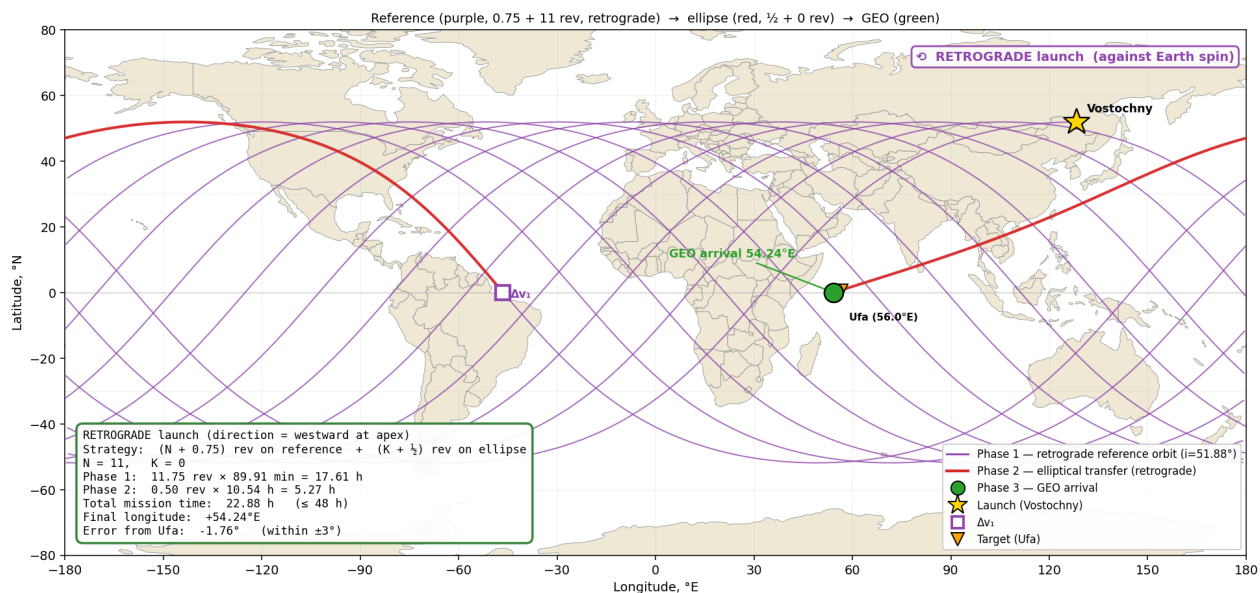 Reference (purple, 0.75 + 11 rev, retrograde) → ellipse (red, ½ + 0 rev) → GEO (green)
⟲ RETROGRADE launch (against Earth spin)
Vostochny
GEO arrival 54.24°E
Δv₁
Ufa (56.0°E)
RETROGRADE launch (direction = westward at apex)
Strategy: (N + 0.75) rev on reference + (K + ½) rev on ellipse
N = 11, K = 0
Phase 1: 11.75 rev × 89.91 min = 17.61 h
Phase 2: 0.50 rev × 10.54 h = 5.27 h
Total mission time: 22.88 h (≤ 48 h)
Final longitude: +54.24°E
Error from Ufa: -1.76° (within ±3°)
Phase 1 — retrograde reference orbit (i=51.88°)
Phase 2 — elliptical transfer (retrograde)
Phase 3 — GEO arrival
Launch (Vostochny)
Δv₁
Target (Ufa)
80
60
40
20
0
−20
−40
−60
−80
Latitude, °N
−180 −150 −120 −90 −60 −30 0 30 60 90 120 150 180
Longitude, °E